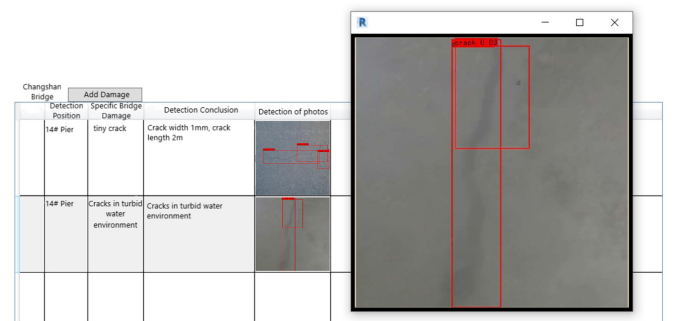 R
Changshan
Bridge
Add Damage
Detection
Position
Specific Bridge
Damage
Detection Conclusion
Detection of photos
14# Pier
tiny crack
Crack width 1mm, crack
length 2m
14# Pier
Cracks in turbid
water
environment
Cracks in turbid water
environment
crack